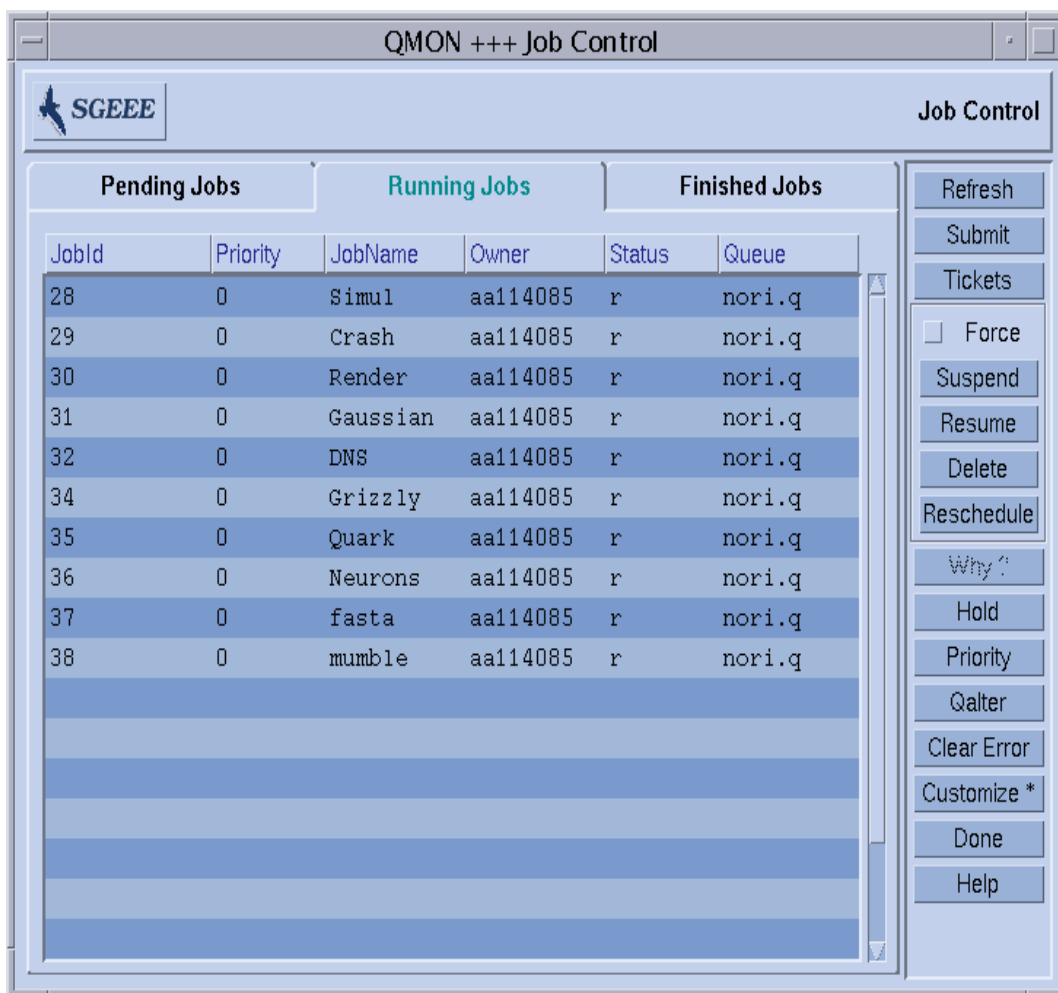 QMON +++ Job Control
SGEEE
Job Control
Pending Jobs Running Jobs Finished Jobs
JobId Priority JobName Owner Status Queue
28 0 Simul aa114085 r nori.q
29 0 Crash aa114085 r nori.q
30 0 Render aa114085 r nori.q
31 0 Gaussian aa114085 r nori.q
32 0 DNS aa114085 r nori.q
34 0 Grizzly aa114085 r nori.q
35 0 Quark aa114085 r nori.q
36 0 Neurons aa114085 r nori.q
37 0 fasta aa114085 r nori.q
38 0 mumble aa114085 r nori.q
Refresh
Submit
Tickets
Force
Suspend
Resume
Delete
Reschedule
Why ?
Hold
Priority
Qalter
Clear Error
Customize *
Done
Help